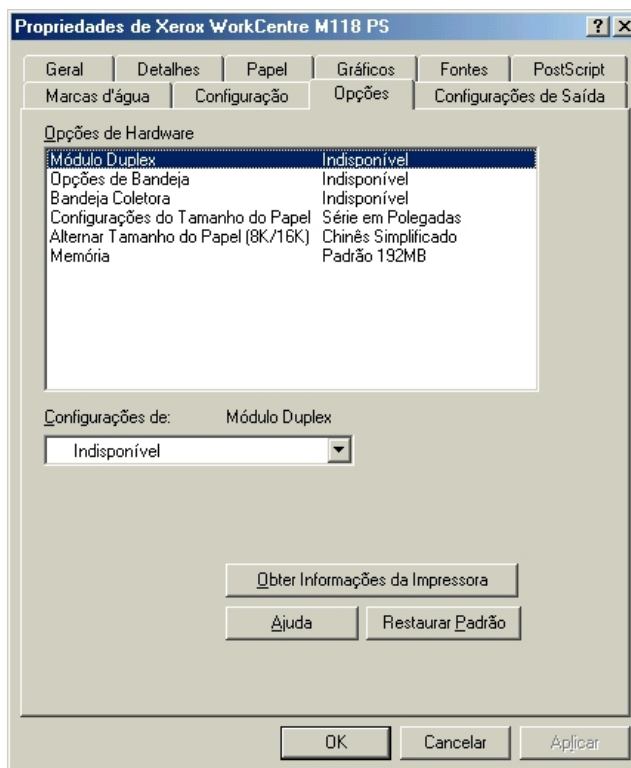 Propriedades de Xerox WorkCentre M118 PS
Geral Detalhes Papel Gráficos Fontes PostScript
Marcas d'água Configuração Opções Configurações de Saída
Opções de Hardware
Módulo Duplex Indisponível
Opções de Bandeja Indisponível
Bandeja Coletora Indisponível
Configurações do Tamanho do Papel Série em Polegadas
Alternar Tamanho do Papel (8K/16K) Chinês Simplificado
Memória Padrão 192MB
Configurações de: Módulo Duplex
Indisponível
Obter Informações da Impressora
Ajuda Restaurar Padrão
OK Cancelar Aplicar